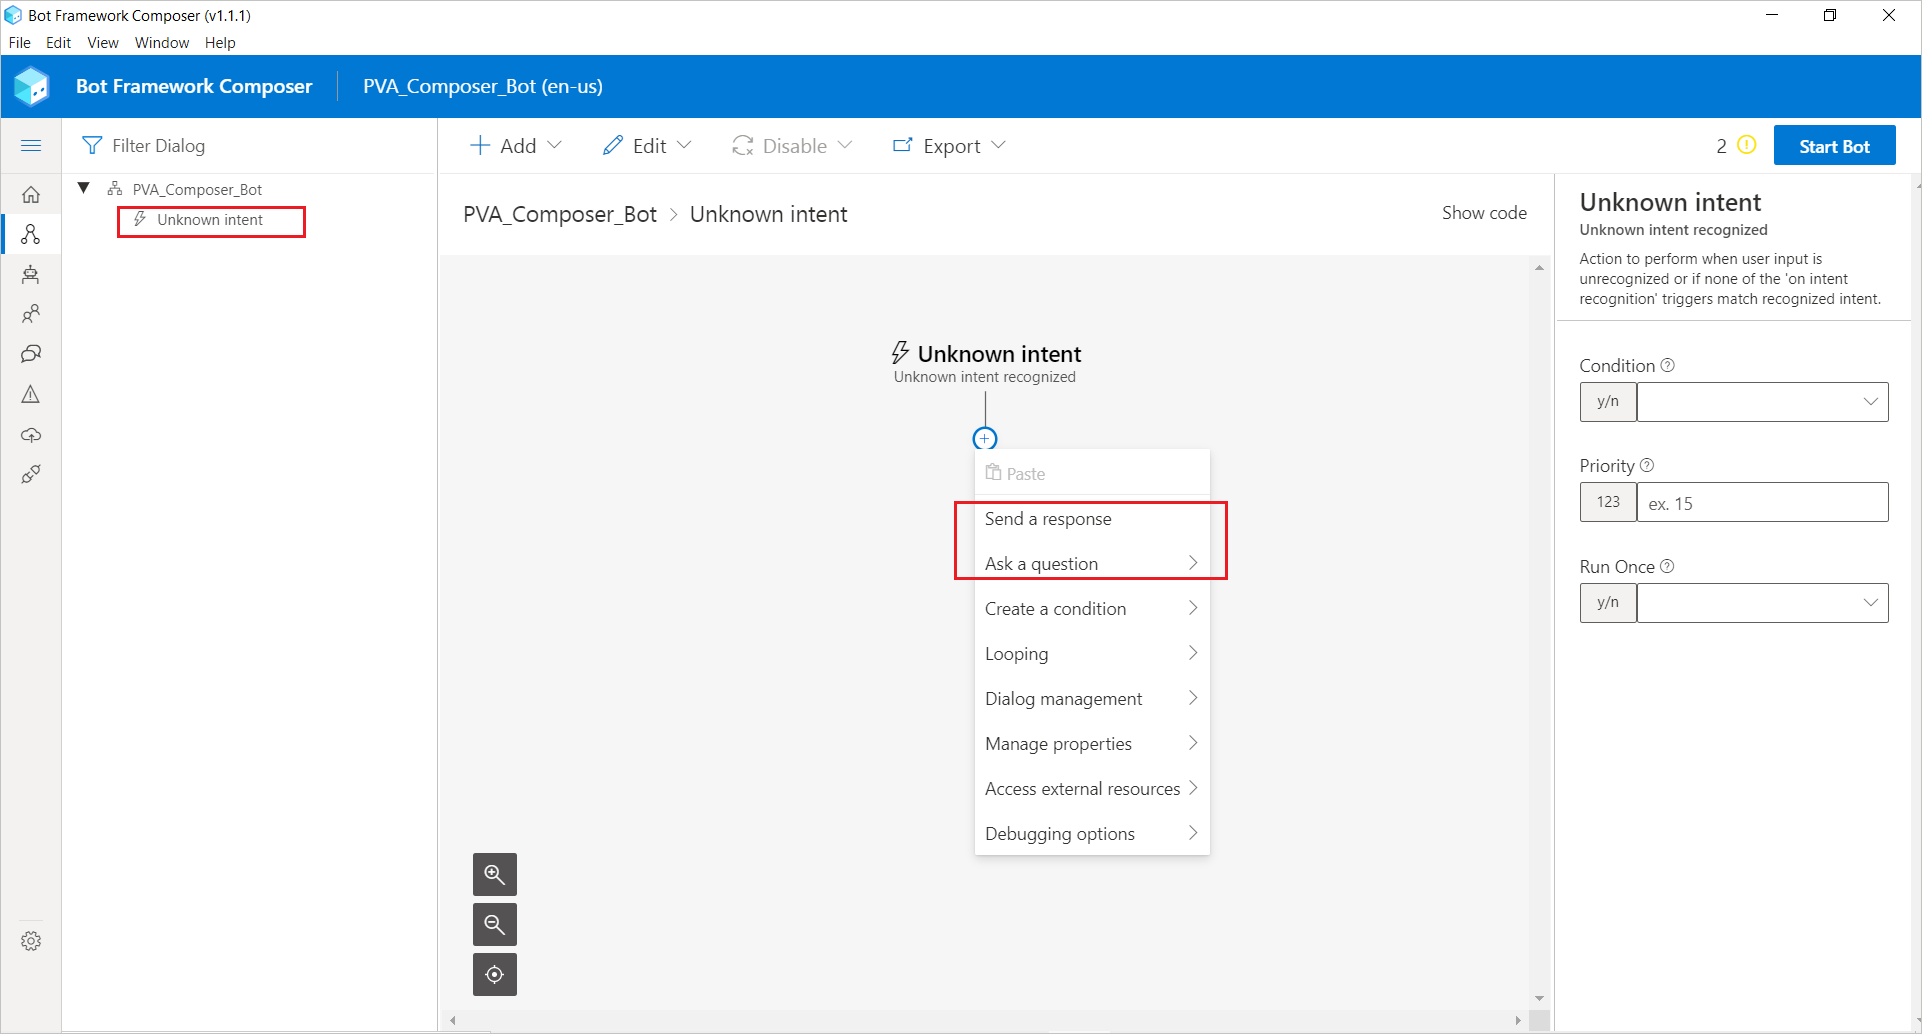 Bot Framework Composer (v1.1.1)
File Edit View Window Help
Bot Framework Composer PVA_Composer_Bot (en-us)
Filter Dialog
PVA_Composer_Bot
Unknown intent
Add Edit Disable Export 2 Start Bot
PVA_Composer_Bot > Unknown intent
Show code
Unknown intent
Unknown intent recognized
Paste
Send a response
Ask a question
Create a condition
Looping
Dialog management
Manage properties
Access external resources
Debugging options
Unknown intent
Unknown intent recognized
Action to perform when user input is
unrecognized or if none of the 'on intent
recognition' triggers match recognized intent.
Condition
y/n
Priority
123 ex. 15
Run Once
y/n